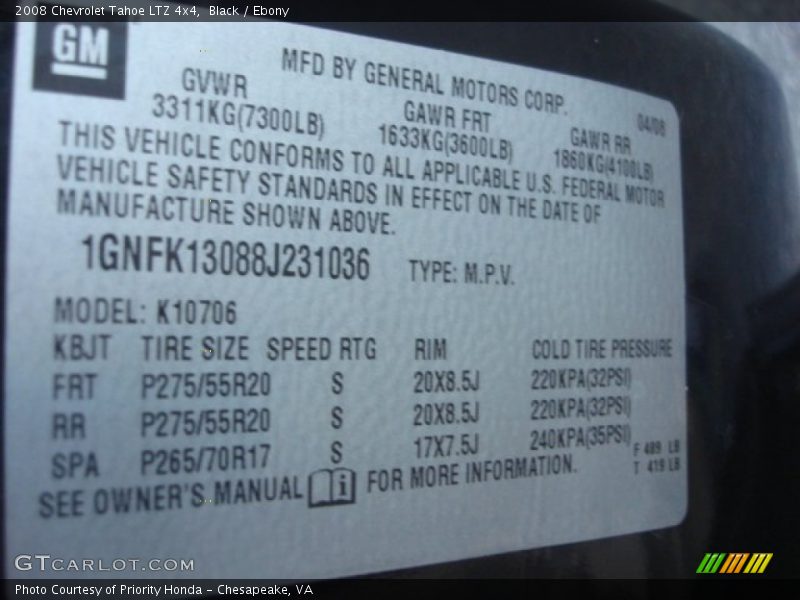 2008 Chevrolet Tahoe LTZ 4x4, Black / Ebony
GM
MFD BY GENERAL MOTORS CORP.
04/08
GVWR GAWR FRT GAWR RR
3311KG(7300LB) 1633KG(3600LB) 1860KG(4100LB)
THIS VEHICLE CONFORMS TO ALL APPLICABLE U.S. FEDERAL MOTOR
VEHICLE SAFETY STANDARDS IN EFFECT ON THE DATE OF
MANUFACTURE SHOWN ABOVE.
1GNFK13088J231036 TYPE: M.P.V.
MODEL: K10706
KBJT TIRE SIZE SPEED RTG RIM COLD TIRE PRESSURE
FRT P275/55R20 S 20X8.5J 220KPA(32PSI)
RR P275/55R20 S 20X8.5J 220KPA(32PSI)
SPA P265/70R17 S 17X7.5J 240KPA(35PSI)
F 489 LB
T 419 LB
SEE OWNER'S MANUAL i FOR MORE INFORMATION.
GTCARLOT.COM
Photo Courtesy of Priority Honda - Chesapeake, VA